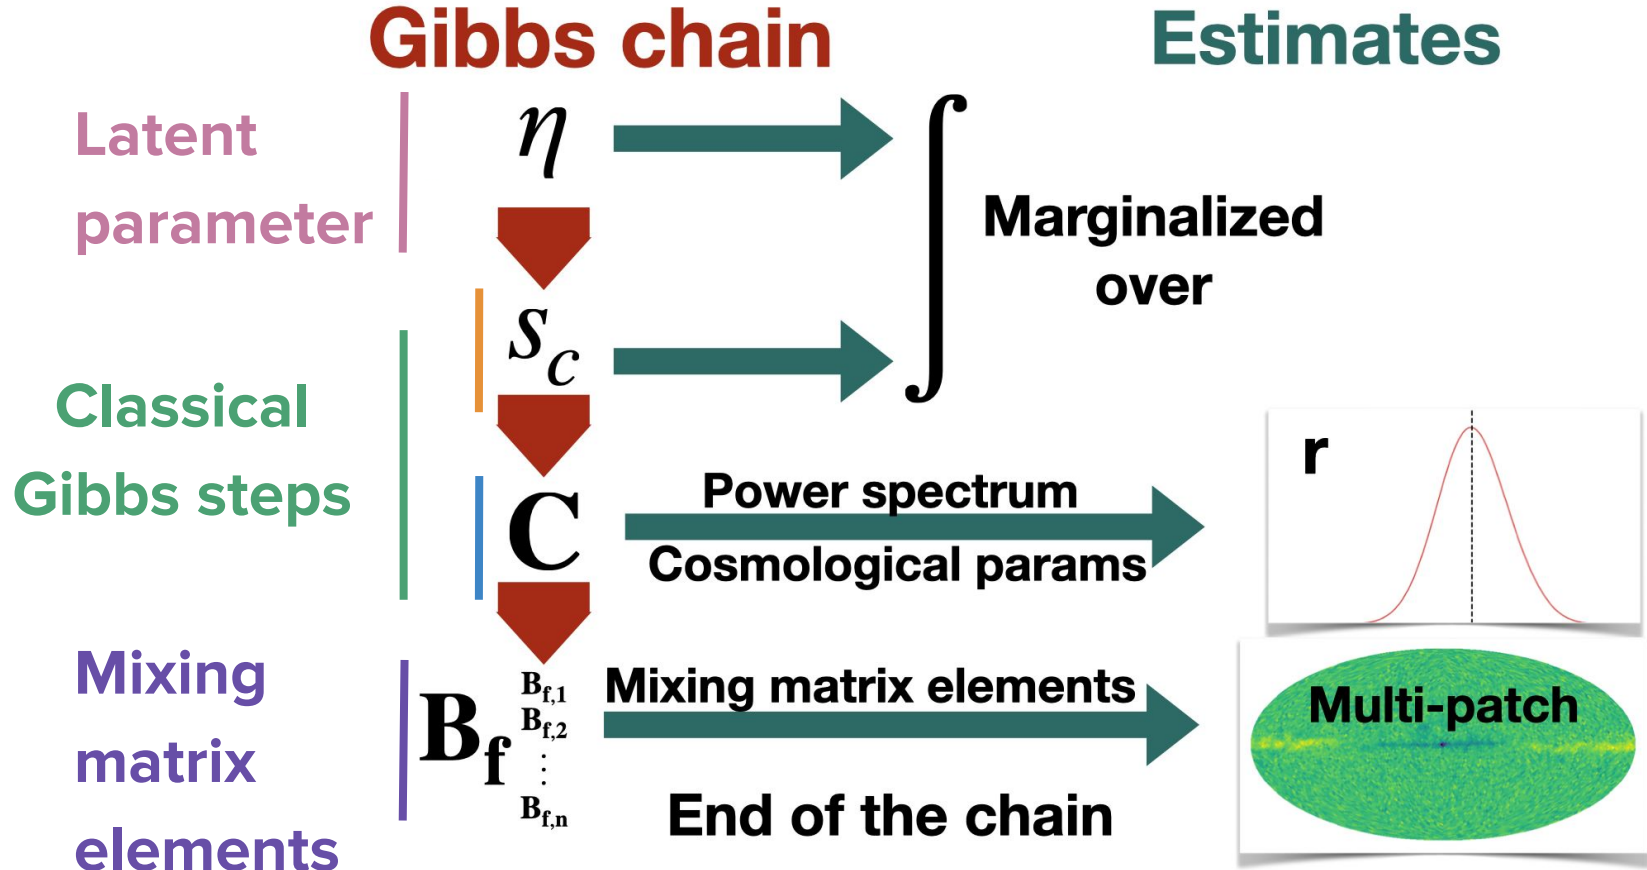 Gibbs chain
Estimates
Latent
parameter
η
∫
Marginalized
over
s_c
Classical
Gibbs steps
C
Power spectrum
Cosmological params
r
Mixing
matrix
elements
B_f
B_f,1
B_f,2
⋮
B_f,n
Mixing matrix elements
Multi-patch
End of the chain